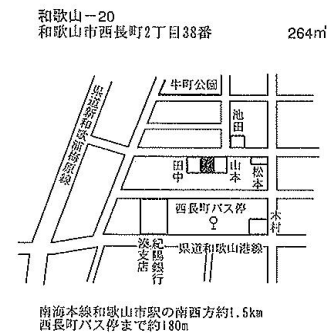 和歌山-20
和歌山市西長町2丁目38番
264㎡
牛町公園
県道新和歌浦梅原線
池田
田中
山本
松本
西長町バス停
木村
紀陽銀行
湊支店
県道和歌山港線
南海本線和歌山市駅の南西方約1.5km
西長町バス停まで約180m